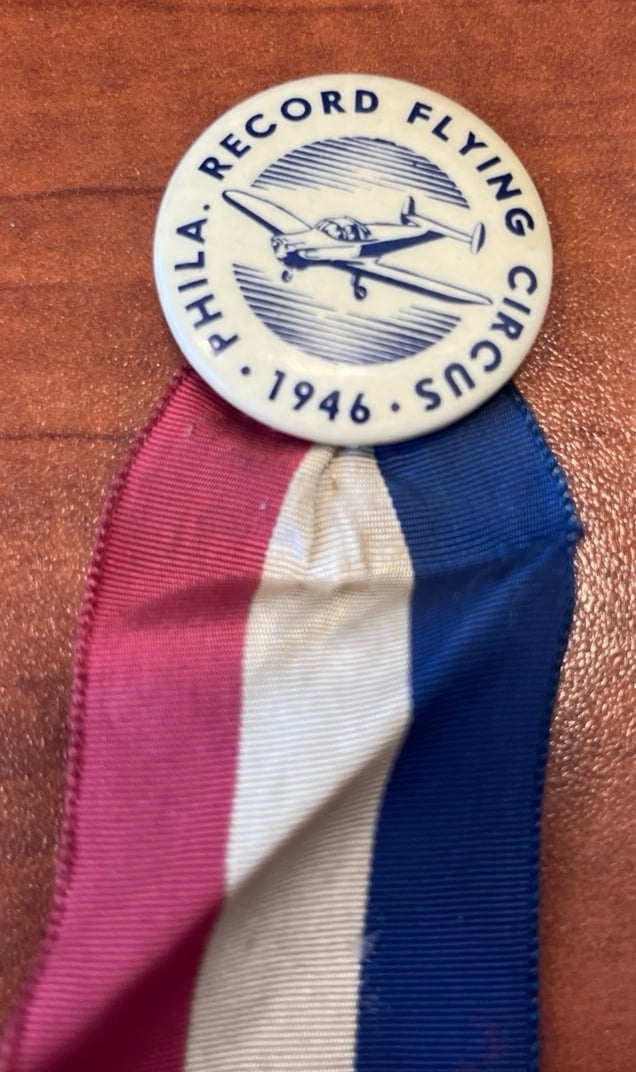 PHILA. RECORD FLYING CIRCUS
· 1946 ·